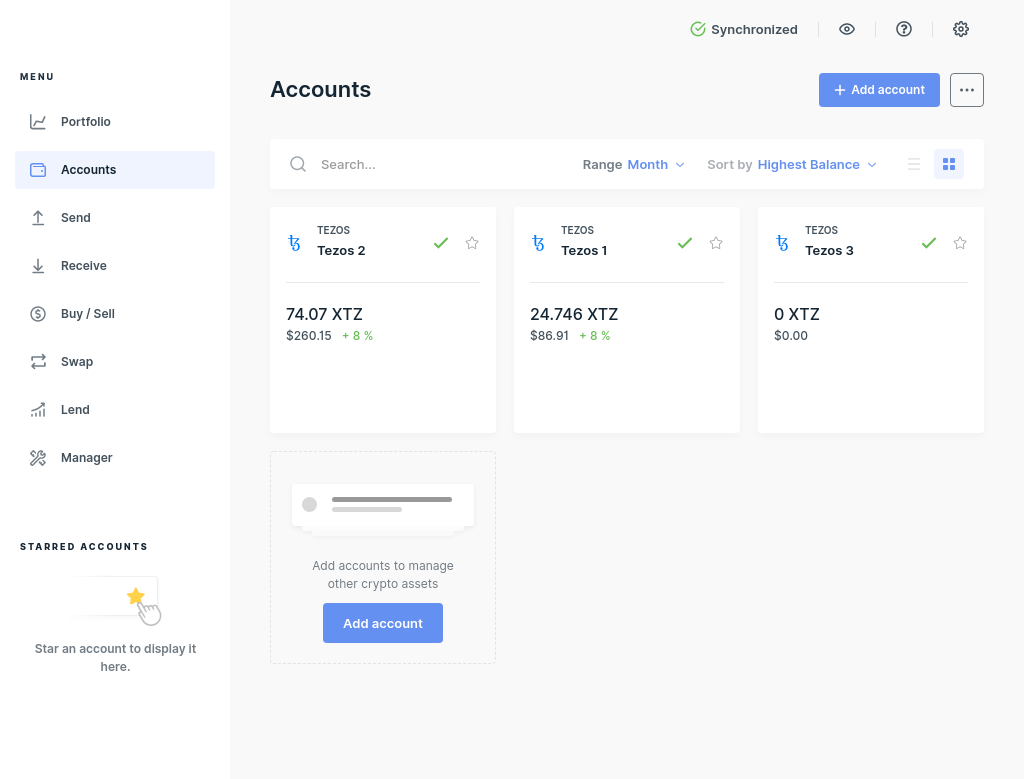 Synchronized
MENU
Portfolio
Accounts
Send
Receive
Buy / Sell
Swap
Lend
Manager
STARRED ACCOUNTS
Star an account to display it
here.
Accounts
Add account
Search...
Range Month
Sort by Highest Balance
TEZOS
Tezos 2
74.07 XTZ
$260.15 + 8 %
TEZOS
Tezos 1
24.746 XTZ
$86.91 + 8 %
TEZOS
Tezos 3
0 XTZ
$0.00
Add accounts to manage
other crypto assets
Add account